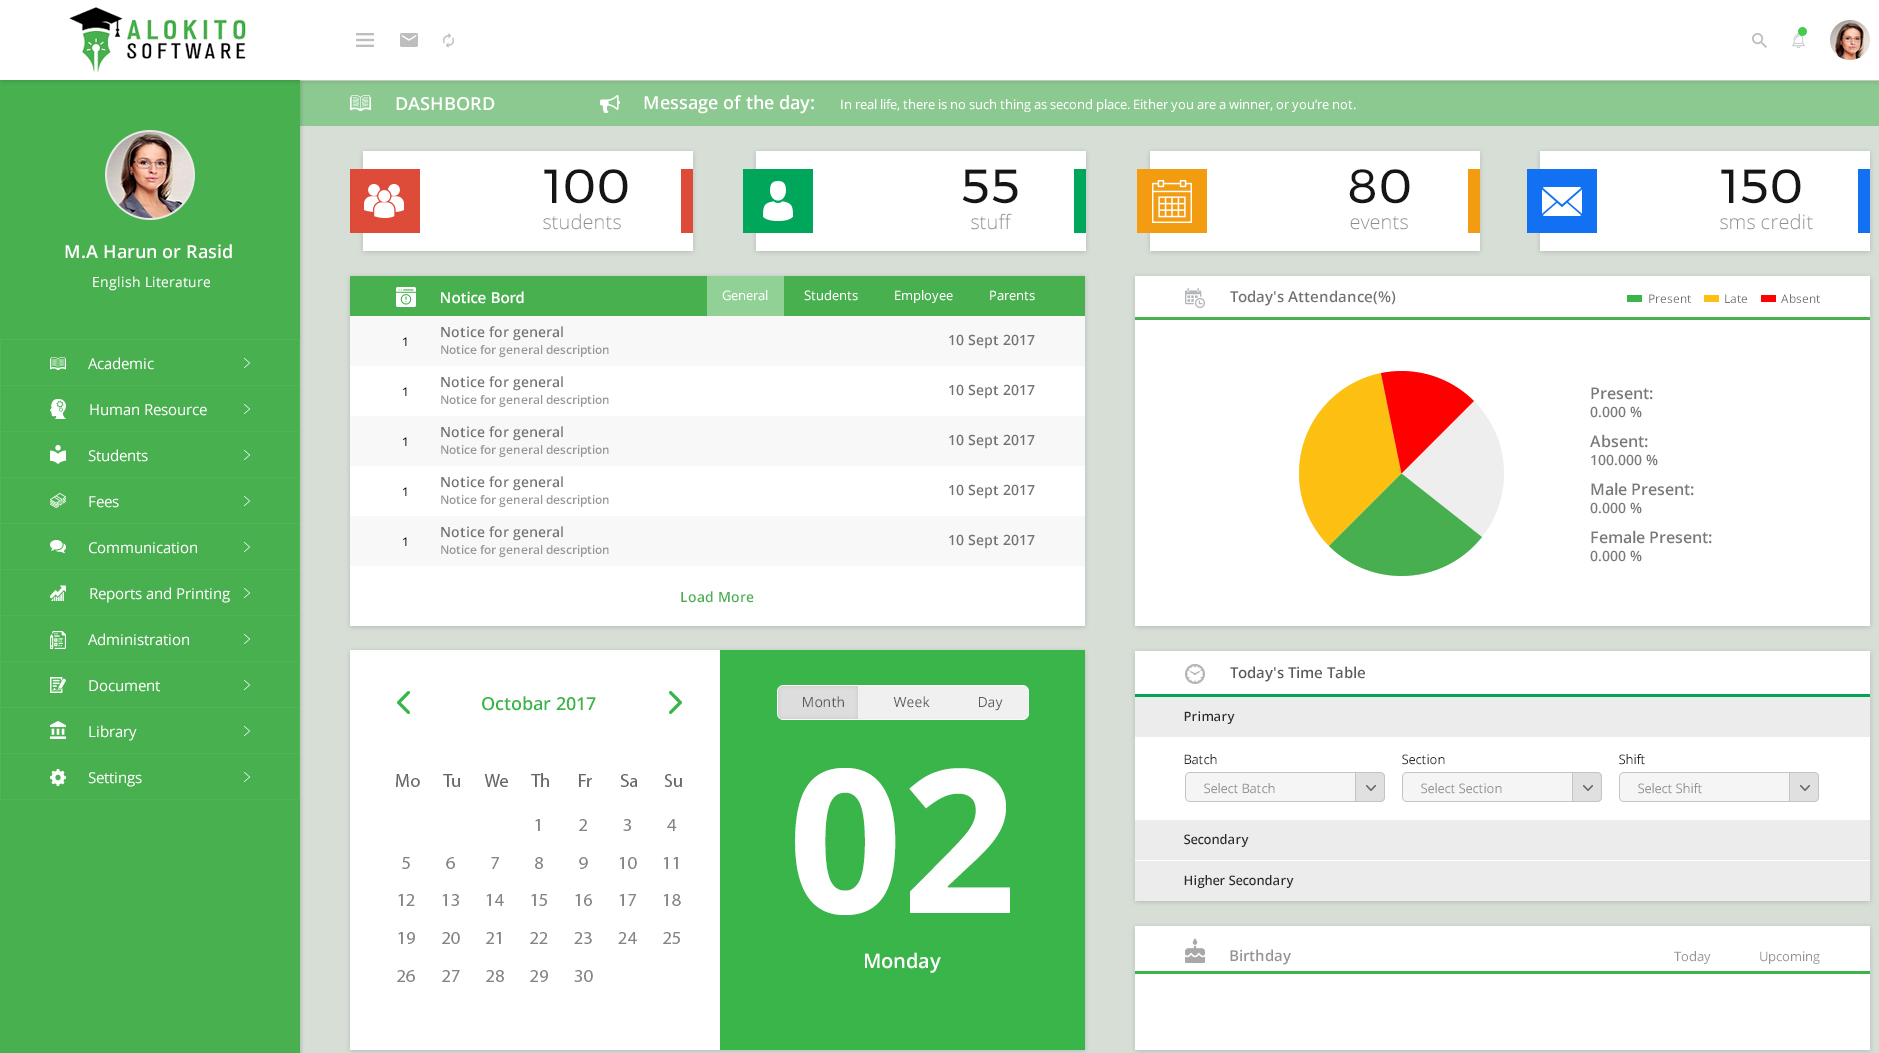 ALOKITO
SOFTWARE
DASHBORD
Message of the day:
In real life, there is no such thing as second place. Either you are a winner, or you're not.
M.A Harun or Rasid
English Literature
Academic
Human Resource
Students
Fees
Communication
Reports and Printing
Administration
Document
Library
Settings
100
students
55
stuff
80
events
150
sms credit
Notice Bord
General
Students
Employee
Parents
1
Notice for general
Notice for general description
10 Sept 2017
1
Notice for general
Notice for general description
10 Sept 2017
1
Notice for general
Notice for general description
10 Sept 2017
1
Notice for general
Notice for general description
10 Sept 2017
1
Notice for general
Notice for general description
10 Sept 2017
Load More
Today's Attendance(%)
Present
Late
Absent
Present:
0.000 %
Absent:
100.000 %
Male Present:
0.000 %
Female Present:
0.000 %
Octobar 2017
Mo Tu We Th Fr Sa Su
1 2 3 4
5 6 7 8 9 10 11
12 13 14 15 16 17 18
19 20 21 22 23 24 25
26 27 28 29 30
Month
Week
Day
02
Monday
Today's Time Table
Primary
Batch
Section
Shift
Select Batch
Select Section
Select Shift
Secondary
Higher Secondary
Birthday
Today
Upcoming